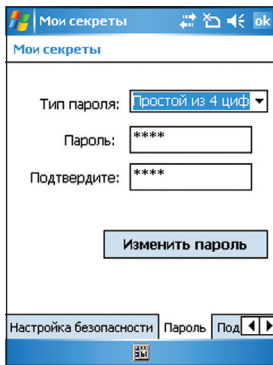 Мои секреты ok
Мои секреты
Тип пароля: Простой из 4 циф
Пароль: ****
Подтвердите: ****
Изменить пароль
Настройка безопасности Пароль Под